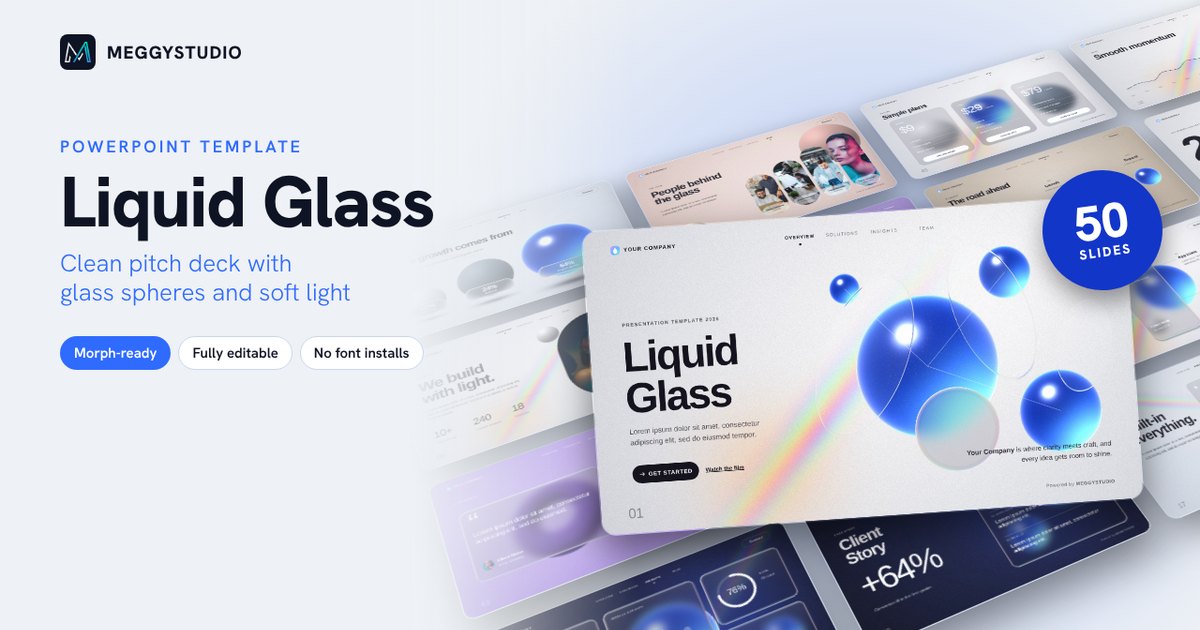 MEGGYSTUDIO
POWERPOINT TEMPLATE
Liquid Glass
Clean pitch deck with
glass spheres and soft light
Morph-ready
Fully editable
No font installs
50
SLIDES
YOUR COMPANY
OVERVIEW
SOLUTIONS
INSIGHTS
TEAM
PRESENTATION TEMPLATE 2026
Liquid
Glass
Lorem ipsum dolor sit amet, consectetur
adipiscing elit, sed do eiusmod tempor.
→ GET STARTED
Watch the film
Your Company is where clarity meets craft, and
every idea gets room to shine.
Powered by MEGGYSTUDIO
01
Smooth momentum
Sample plans
$9
$29
$79
People behind
the glass
The road ahead
growth comes from
We build
with light.
10+
240
18
Client
Story
+64%
76%